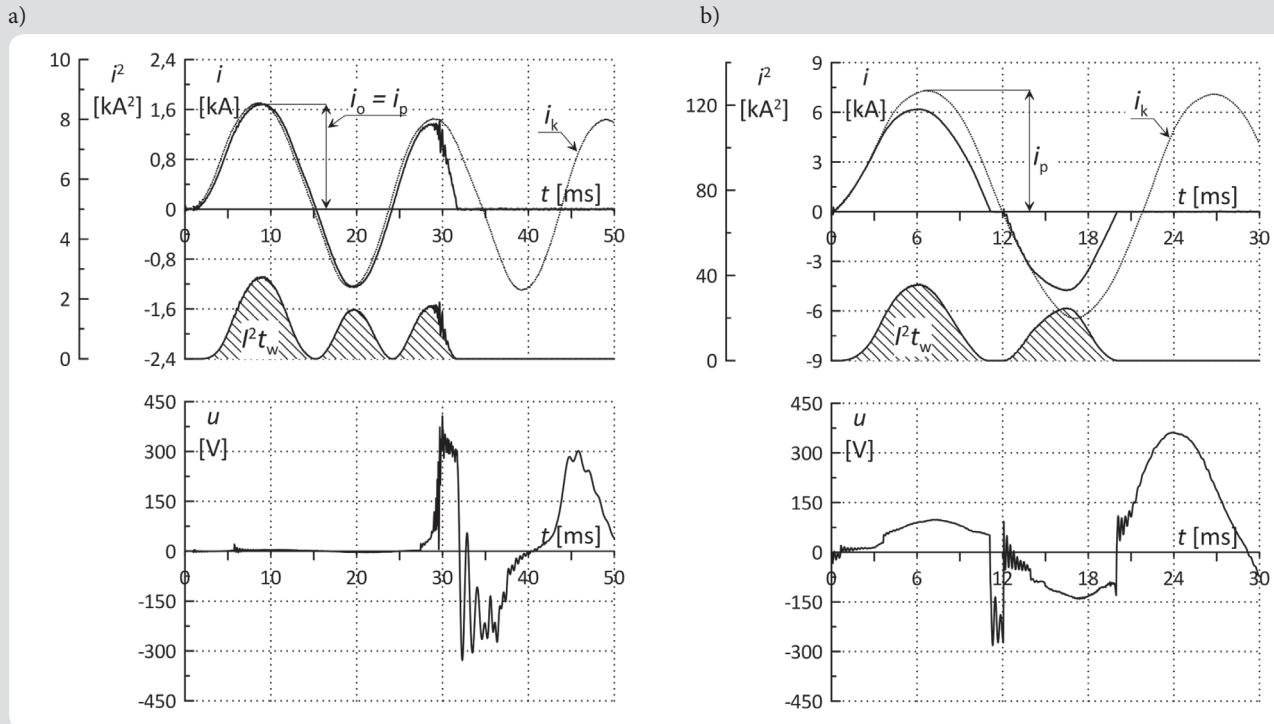 a)
b)
10
8
6
4
2
0
i² [kA²]
2,4
1,6
0,8
0
-0,8
-1,6
-2,4
i [kA]
iₒ = iₚ
iₖ
t [ms]
0 10 20 30 40 50
I²t_w
450
300
150
0
-150
-300
-450
u [V]
t [ms]
0 10 20 30 40 50
120
80
40
0
i² [kA²]
9
6
3
0
-3
-6
-9
i [kA]
iₚ
iₖ
t [ms]
0 6 12 18 24 30
I²t_w
450
300
150
0
-150
-300
-450
u [V]
t [ms]
0 6 12 18 24 30